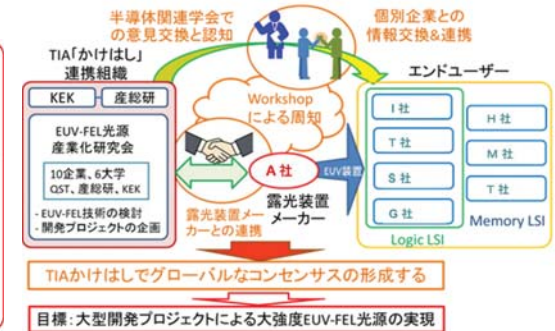 半導体関連学会で
の意見交換と認知
個別企業との
情報交換&連携
TIA「かけはし」
連携組織
KEK
産総研
EUV-FEL光源
産業化研究会
10企業、6大学
QST、産総研、KEK
- EUV-FEL技術の検討
- 開発プロジェクトの企画
Workshop
による周知
A社
EUV装置
露光装置
メーカー
露光装置メー
カーとの連携
エンドユーザー
I 社
T 社
S 社
G 社
Logic LSI
H 社
M 社
T 社
Memory LSI
TIAかけはしでグローバルなコンセンサスの形成する
目標:大型開発プロジェクトによる大強度EUV-FEL光源の実現